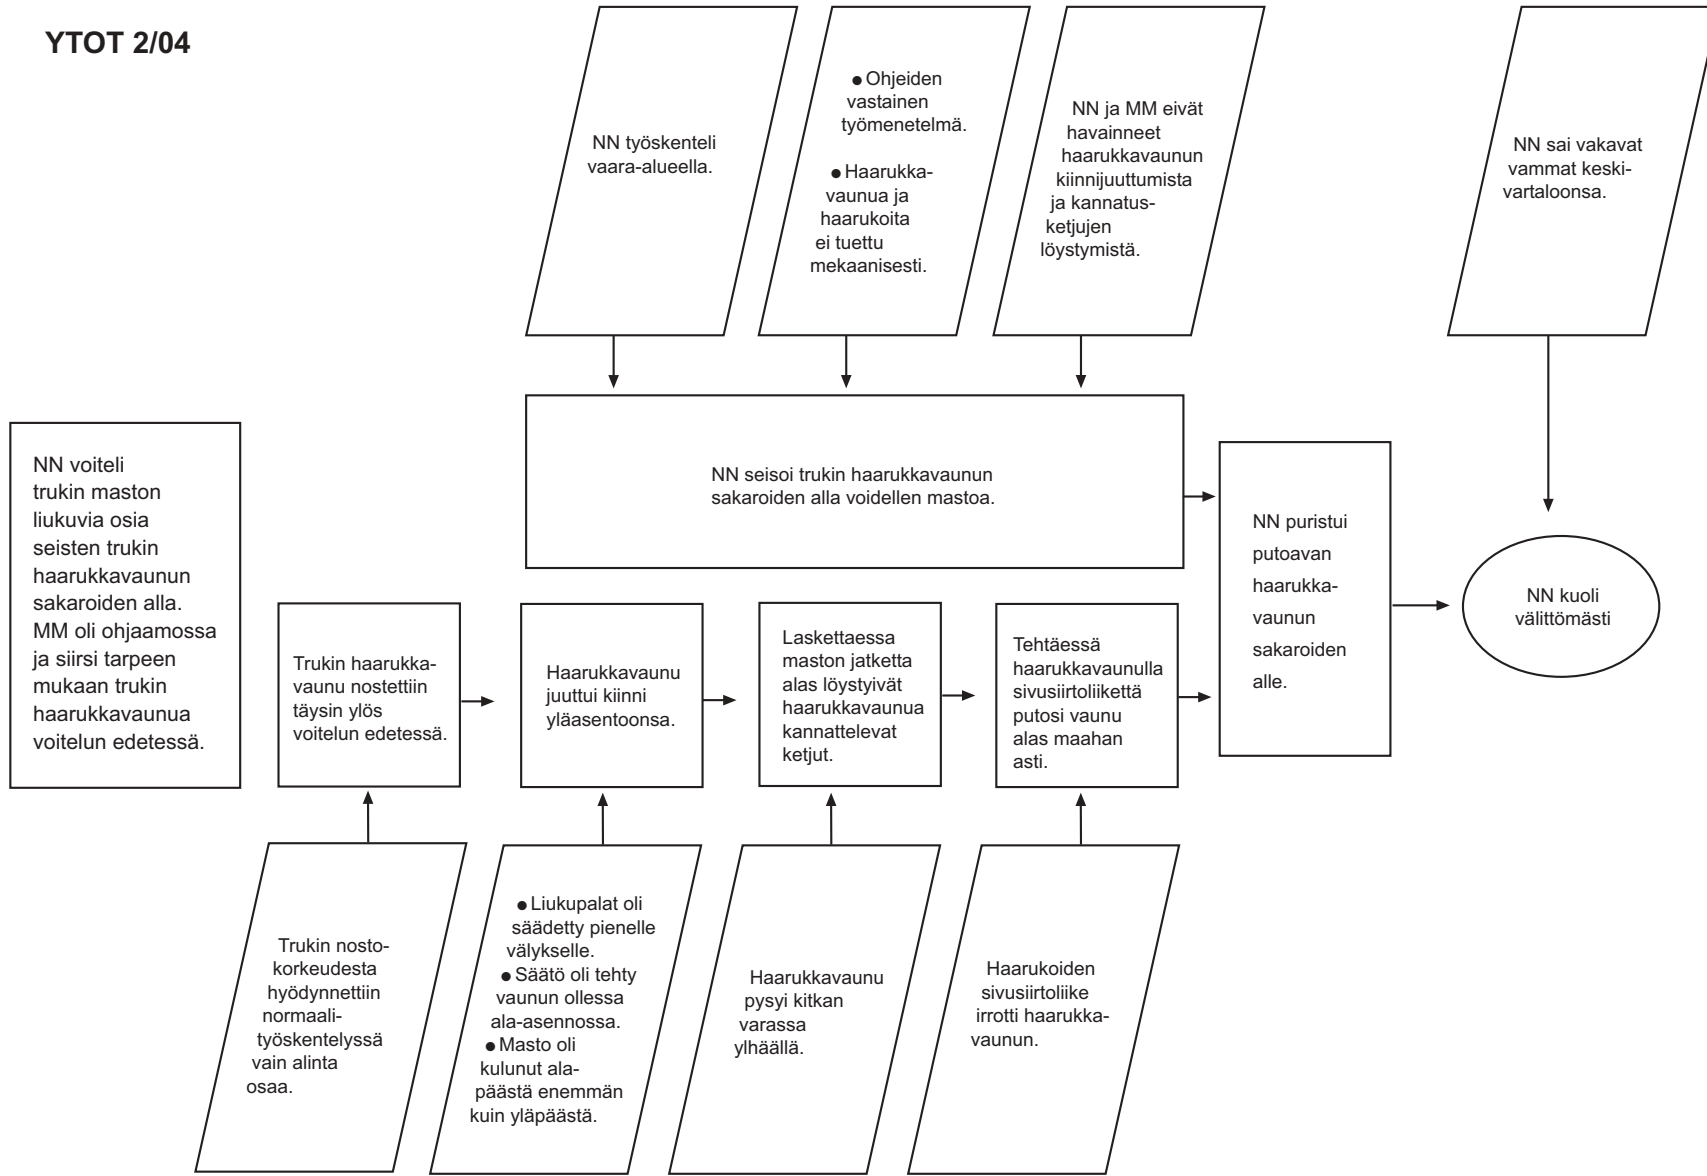 YTOT 2/04
NN työskenteli
vaara-alueella.
● Ohjeiden
vastainen
työmenetelmä.
● Haarukka-
vaunua ja
haarukoita
ei tuettu
mekaanisesti.
NN ja MM eivät
havainneet
haarukkavaunun
kiinnijuuttumista
ja kannatus-
ketjujen
löystymistä.
NN sai vakavat
vammat keski-
vartaloonsa.
NN voiteli
trukin maston
liukuvia osia
seisten trukin
haarukkavaunun
sakaroiden alla.
MM oli ohjaamossa
ja siirsi tarpeen
mukaan trukin
haarukkavaunua
voitelun edetessä.
NN seisoi trukin haarukkavaunun
sakaroiden alla voidellen mastoa.
Trukin haarukka-
vaunu nostettiin
täysin ylös
voitelun edetessä.
Haarukkavaunu
juuttui kiinni
yläasentoonsa.
Laskettaessa
maston jatketta
alas löystyivät
haarukkavaunua
kannattelevat
ketjut.
Tehtäessä
haarukkavaunulla
sivusiirtoliikettä
putosi vaunu
alas maahan
asti.
NN puristui
putoavan
haarukka-
vaunun
sakaroiden
alle.
NN kuoli
välittömästi
Trukin nosto-
korkeudesta
hyödynnettiin
normaali-
työskentelyssä
vain alinta
osaa.
● Liukupalat oli
säädetty pienelle
välykselle.
● Säätö oli tehty
vaunun ollessa
ala-asennossa.
● Masto oli
kulunut ala-
päästä enemmän
kuin yläpäästä.
Haarukkavaunu
pysyi kitkan
varassa
ylhäällä.
Haarukoiden
sivusiirtoliike
irrotti haarukka-
vaunun.